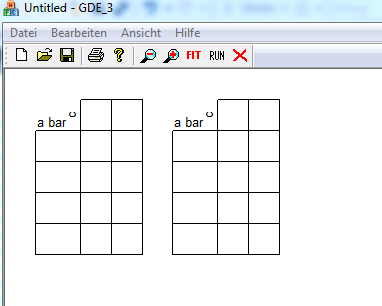 Untitled - GDE_3
Datei Bearbeiten Ansicht Hilfe
FIT RUN
c c
a bar a bar